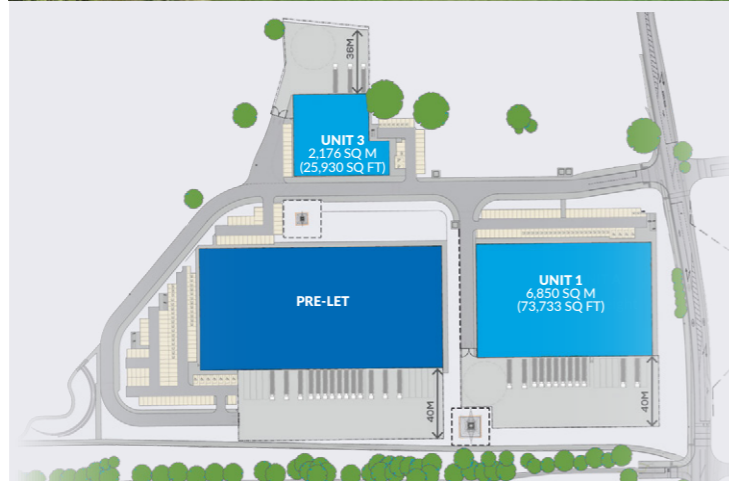 36M
UNIT 3
2,176 SQ M
(25,930 SQ FT)
PRE-LET
UNIT 1
6,850 SQ M
(73,733 SQ FT)
40M
40M